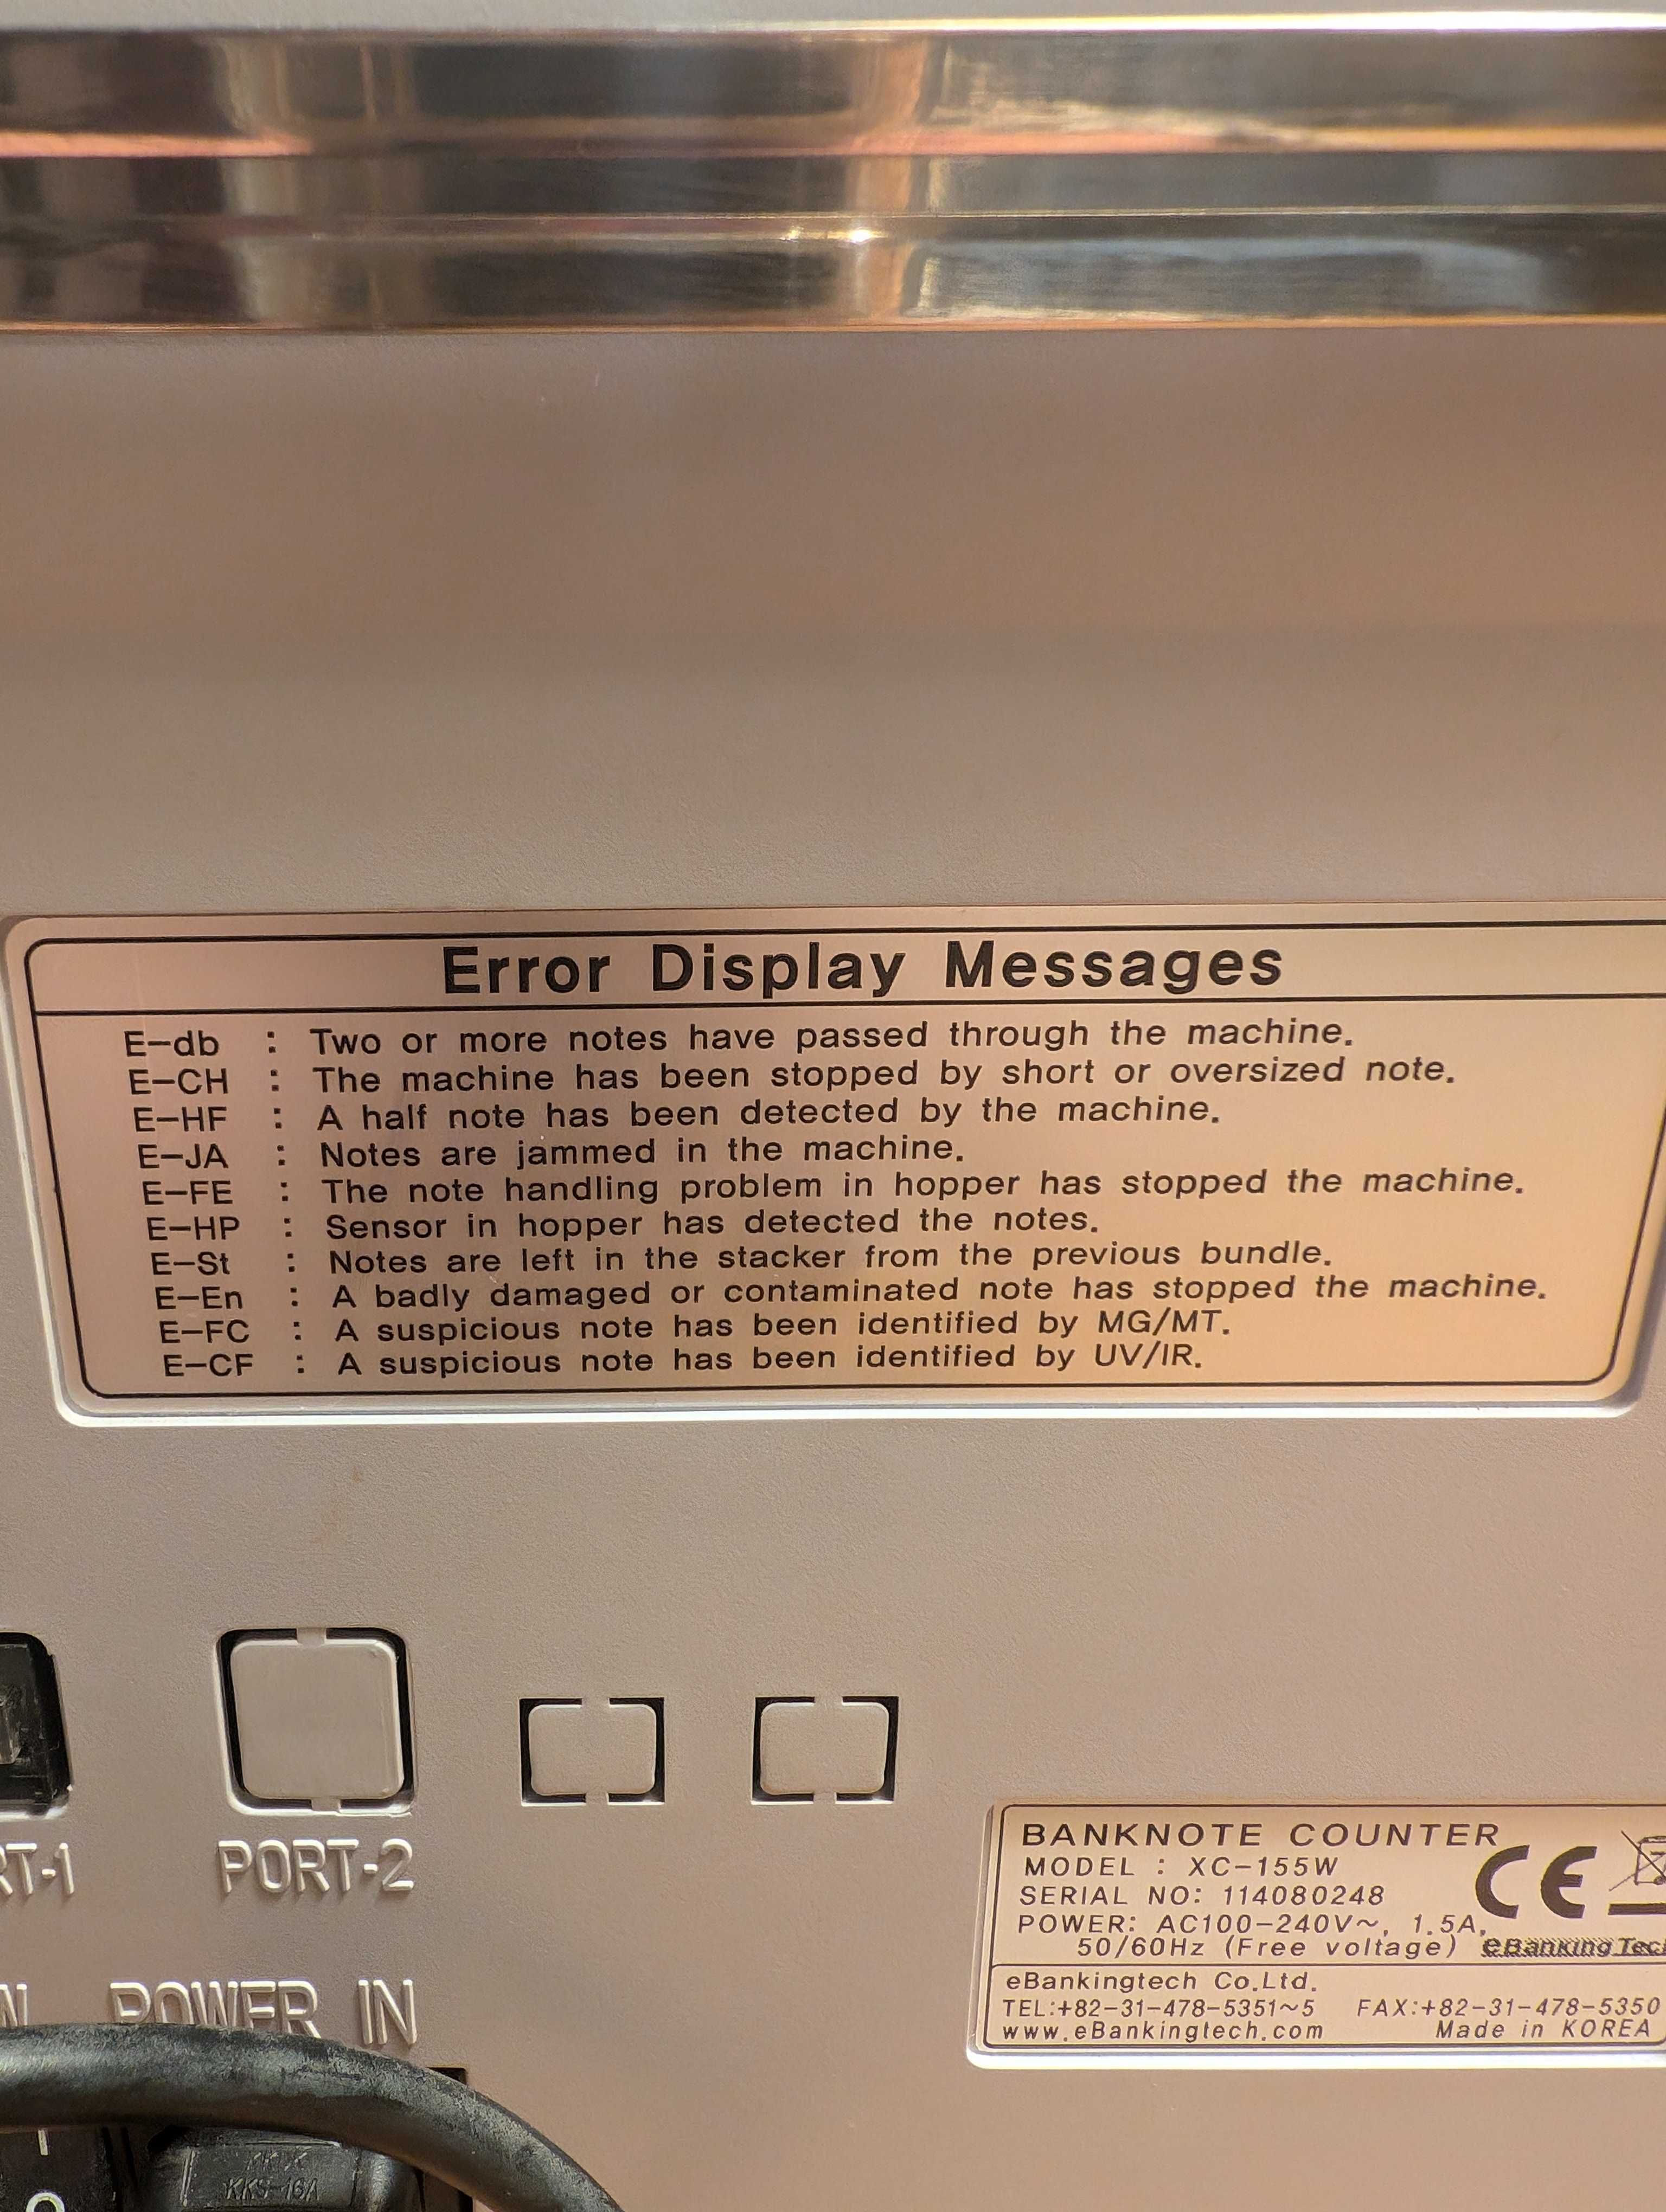 Error Display Messages
E-db : Two or more notes have passed through the machine.
E-CH : The machine has been stopped by short or oversized note.
E-HF : A half note has been detected by the machine.
E-JA : Notes are jammed in the machine.
E-FE : The note handling problem in hopper has stopped the machine.
E-HP : Sensor in hopper has detected the notes.
E-St : Notes are left in the stacker from the previous bundle.
E-En : A badly damaged or contaminated note has stopped the machine.
E-FC : A suspicious note has been identified by MG/MT.
E-CF : A suspicious note has been identified by UV/IR.
RT-1
PORT-2
BANKNOTE COUNTER
MODEL : XC-155W
CE
SERIAL NO: 114080248
POWER: AC100-240V~, 1.5A,
50/60Hz (Free voltage) eBanking Tec
eBankingtech Co.Ltd.
TEL:+82-31-478-5351~5 FAX:+82-31-478-5350
www.eBankingtech.com Made in KOREA
N POWER IN
KKS-16A